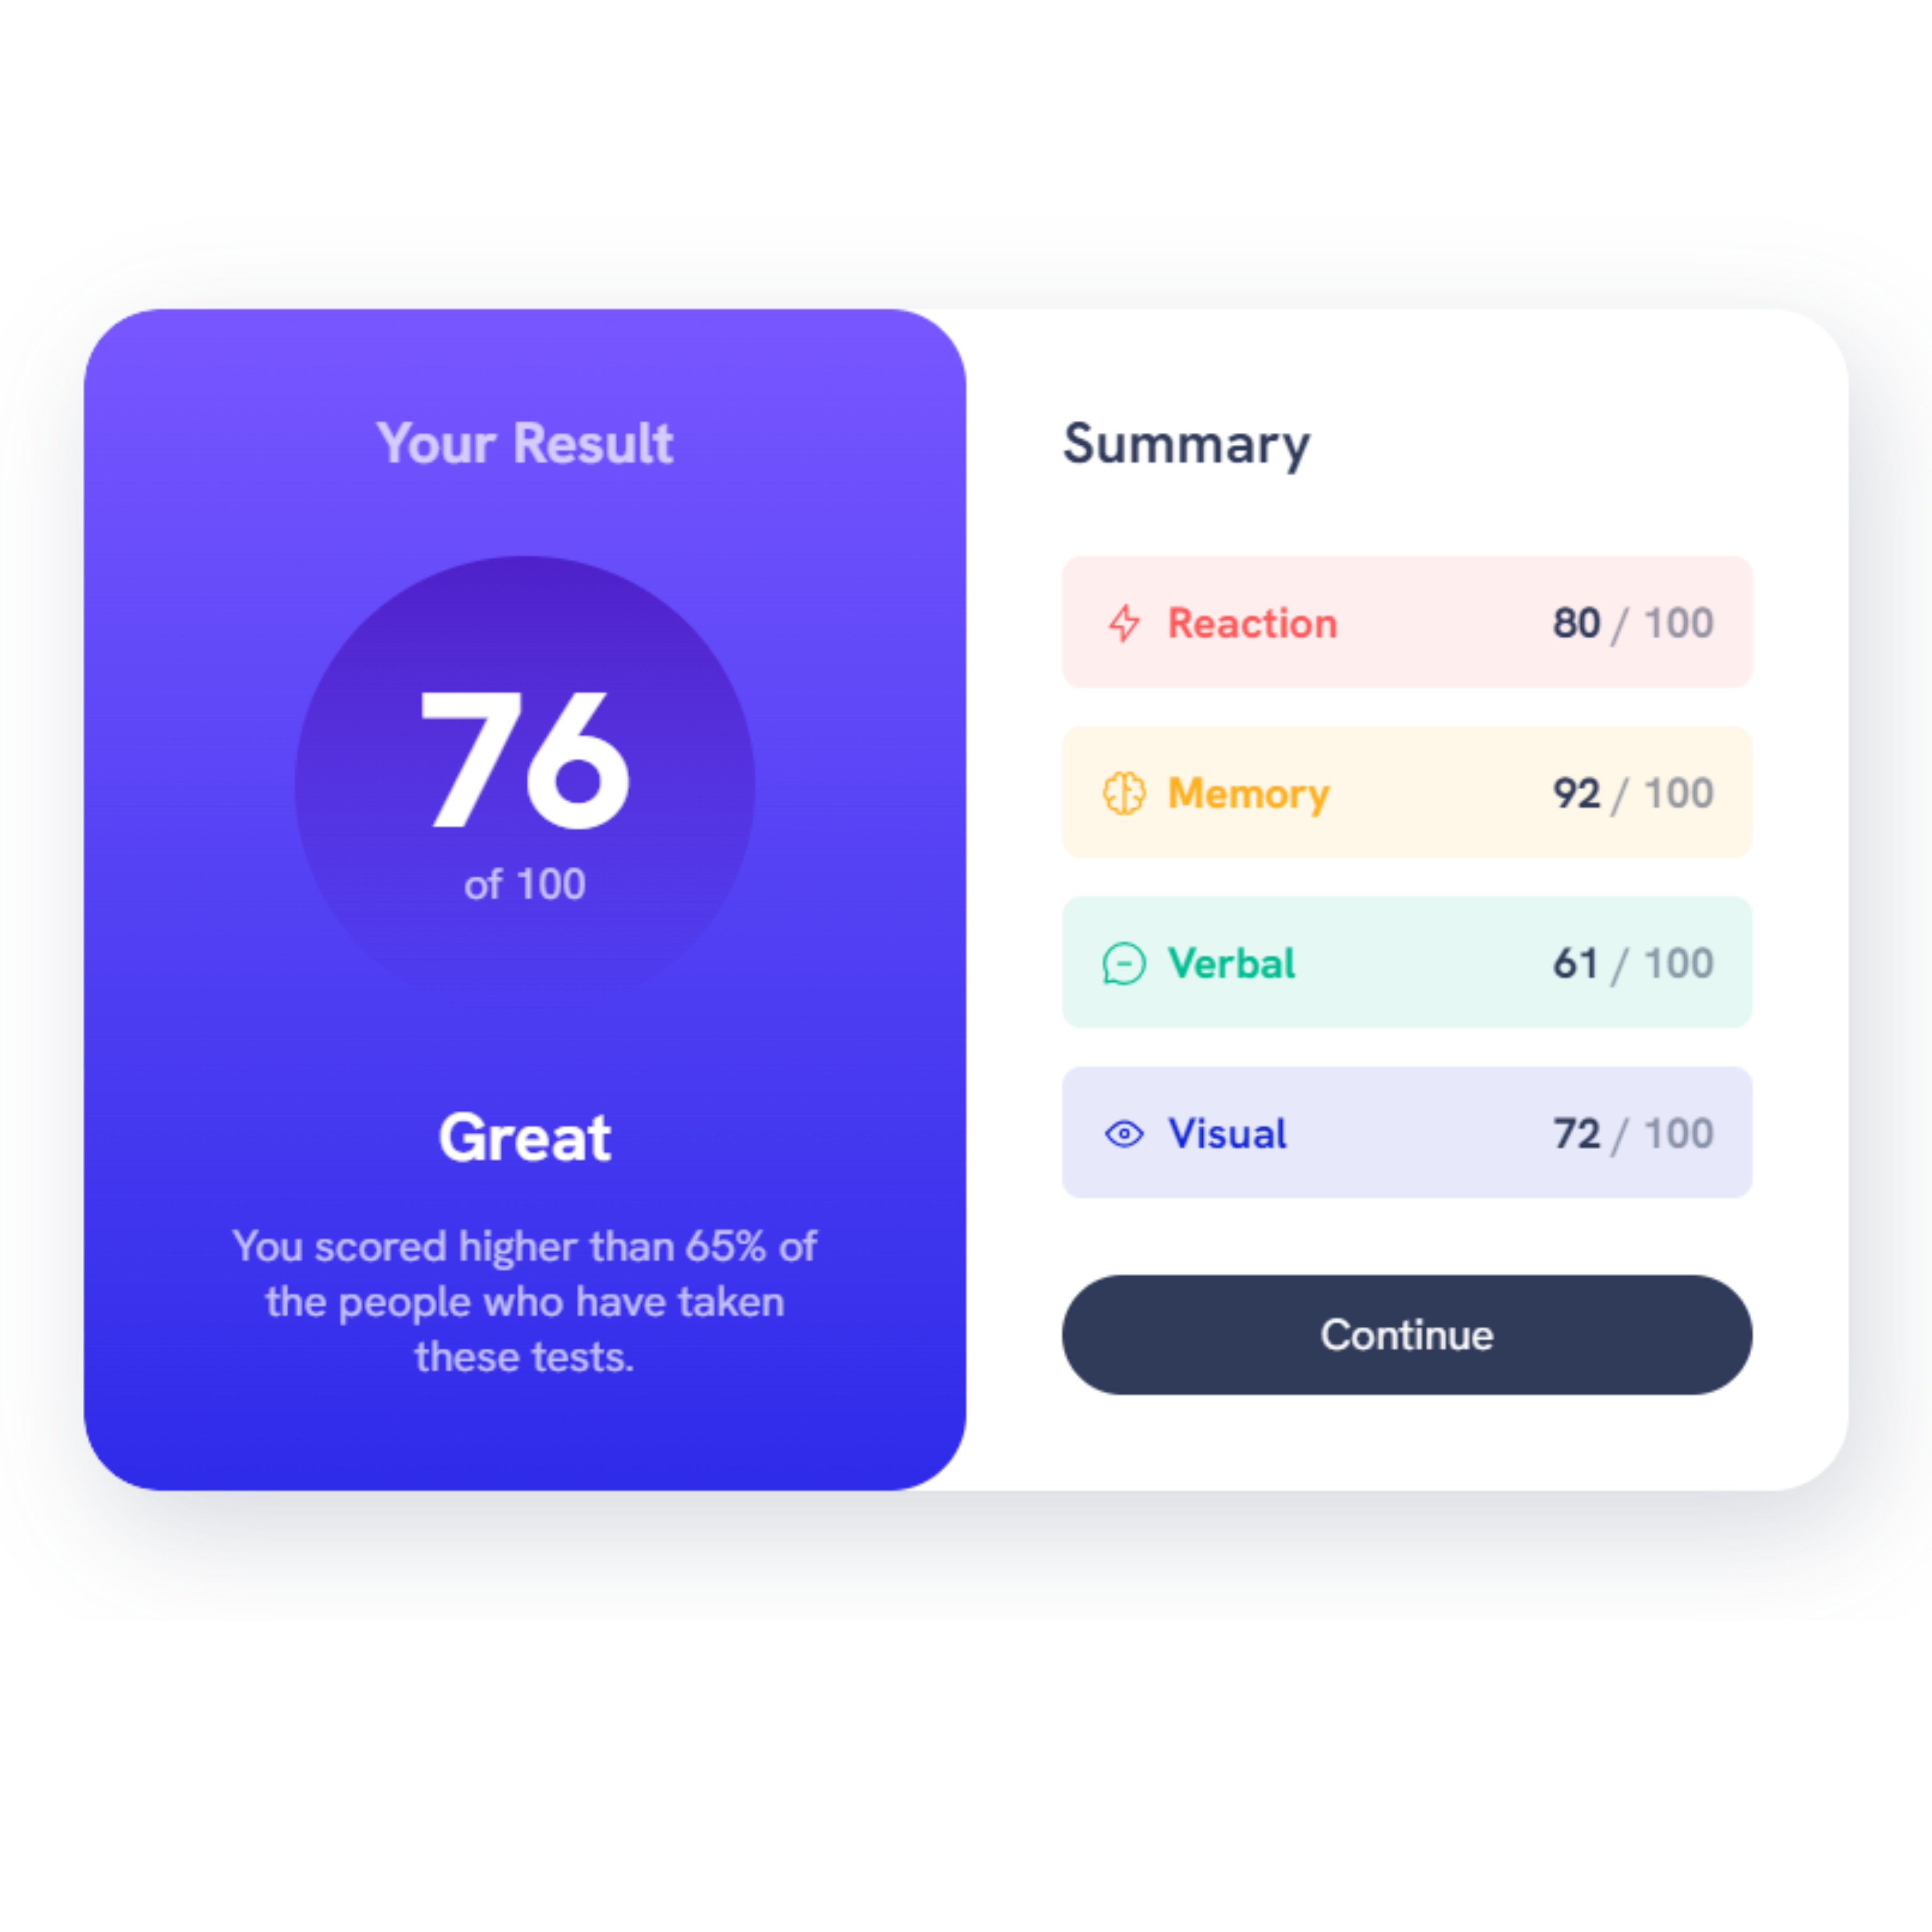 Your Result
76
of 100
Great
You scored higher than 65% of
the people who have taken
these tests.
Summary
Reaction 80 / 100
Memory 92 / 100
Verbal 61 / 100
Visual 72 / 100
Continue